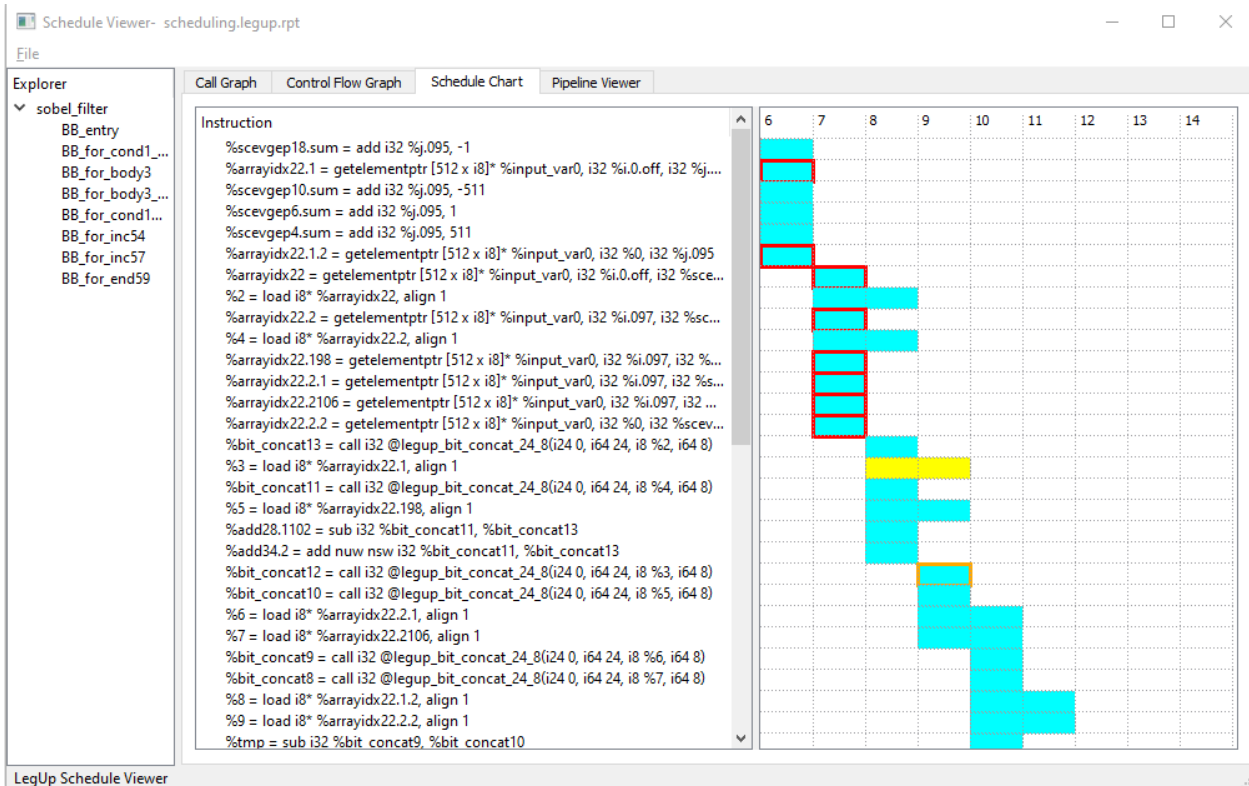 Schedule Viewer- scheduling.legup.rpt
File
Explorer
sobel_filter
BB_entry
BB_for_cond1_...
BB_for_body3
BB_for_body3_...
BB_for_cond1...
BB_for_inc54
BB_for_inc57
BB_for_end59
Call Graph Control Flow Graph Schedule Chart Pipeline Viewer
Instruction
%scevgep18.sum = add i32 %j.095, -1
%arrayidx22.1 = getelementptr [512 x i8]* %input_var0, i32 %i.0.off, i32 %j....
%scevgep10.sum = add i32 %j.095, -511
%scevgep6.sum = add i32 %j.095, 1
%scevgep4.sum = add i32 %j.095, 511
%arrayidx22.1.2 = getelementptr [512 x i8]* %input_var0, i32 %0, i32 %j.095
%arrayidx22 = getelementptr [512 x i8]* %input_var0, i32 %i.0.off, i32 %sce...
%2 = load i8* %arrayidx22, align 1
%arrayidx22.2 = getelementptr [512 x i8]* %input_var0, i32 %i.097, i32 %sc...
%4 = load i8* %arrayidx22.2, align 1
%arrayidx22.198 = getelementptr [512 x i8]* %input_var0, i32 %i.097, i32 %...
%arrayidx22.2.1 = getelementptr [512 x i8]* %input_var0, i32 %i.097, i32 %s...
%arrayidx22.2106 = getelementptr [512 x i8]* %input_var0, i32 %i.097, i32 ...
%arrayidx22.2.2 = getelementptr [512 x i8]* %input_var0, i32 %0, i32 %scev...
%bit_concat13 = call i32 @legup_bit_concat_24_8(i24 0, i64 24, i8 %2, i64 8)
%3 = load i8* %arrayidx22.1, align 1
%bit_concat11 = call i32 @legup_bit_concat_24_8(i24 0, i64 24, i8 %4, i64 8)
%5 = load i8* %arrayidx22.198, align 1
%add28.1102 = sub i32 %bit_concat11, %bit_concat13
%add34.2 = add nuw nsw i32 %bit_concat11, %bit_concat13
%bit_concat12 = call i32 @legup_bit_concat_24_8(i24 0, i64 24, i8 %3, i64 8)
%bit_concat10 = call i32 @legup_bit_concat_24_8(i24 0, i64 24, i8 %5, i64 8)
%6 = load i8* %arrayidx22.2.1, align 1
%7 = load i8* %arrayidx22.2106, align 1
%bit_concat9 = call i32 @legup_bit_concat_24_8(i24 0, i64 24, i8 %6, i64 8)
%bit_concat8 = call i32 @legup_bit_concat_24_8(i24 0, i64 24, i8 %7, i64 8)
%8 = load i8* %arrayidx22.1.2, align 1
%9 = load i8* %arrayidx22.2.2, align 1
%tmp = sub i32 %bit_concat9, %bit_concat10
6 7 8 9 10 11 12 13 14
LegUp Schedule Viewer